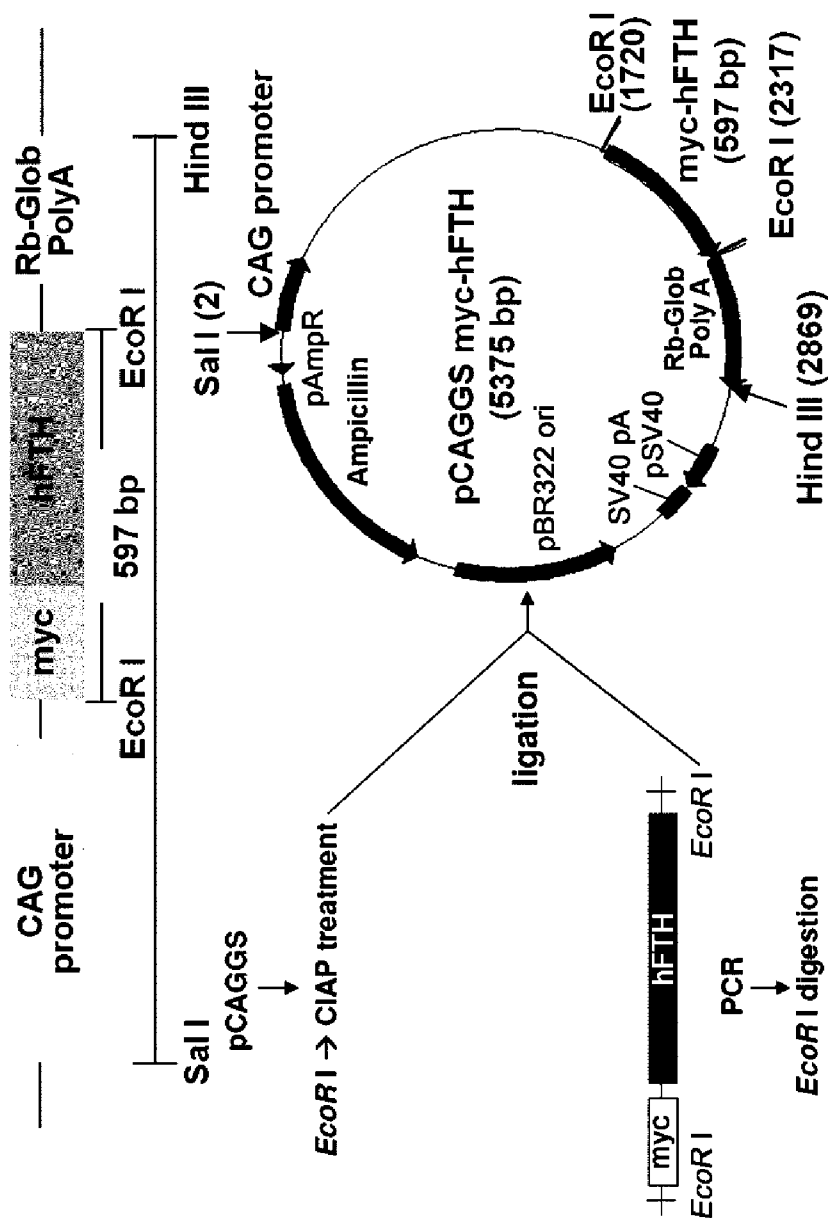 CAG
promoter
myc
hFTH
Rb-Glob
PolyA
Sal I
EcoR I
597 bp
EcoR I
Hind III
pCAGGS
EcoR I → CIAP treatment
myc
hFTH
EcoR I
EcoR I
PCR
EcoR I digestion
ligation
Sal I (2)
CAG promoter
pAmpR
Ampicillin
pCAGGS myc-hFTH
(5375 bp)
pBR322 ori
SV40 pA
pSV40
Rb-Glob
Poly A
Hind III (2869)
EcoR I
(1720)
myc-hFTH
(597 bp)
EcoR I (2317)